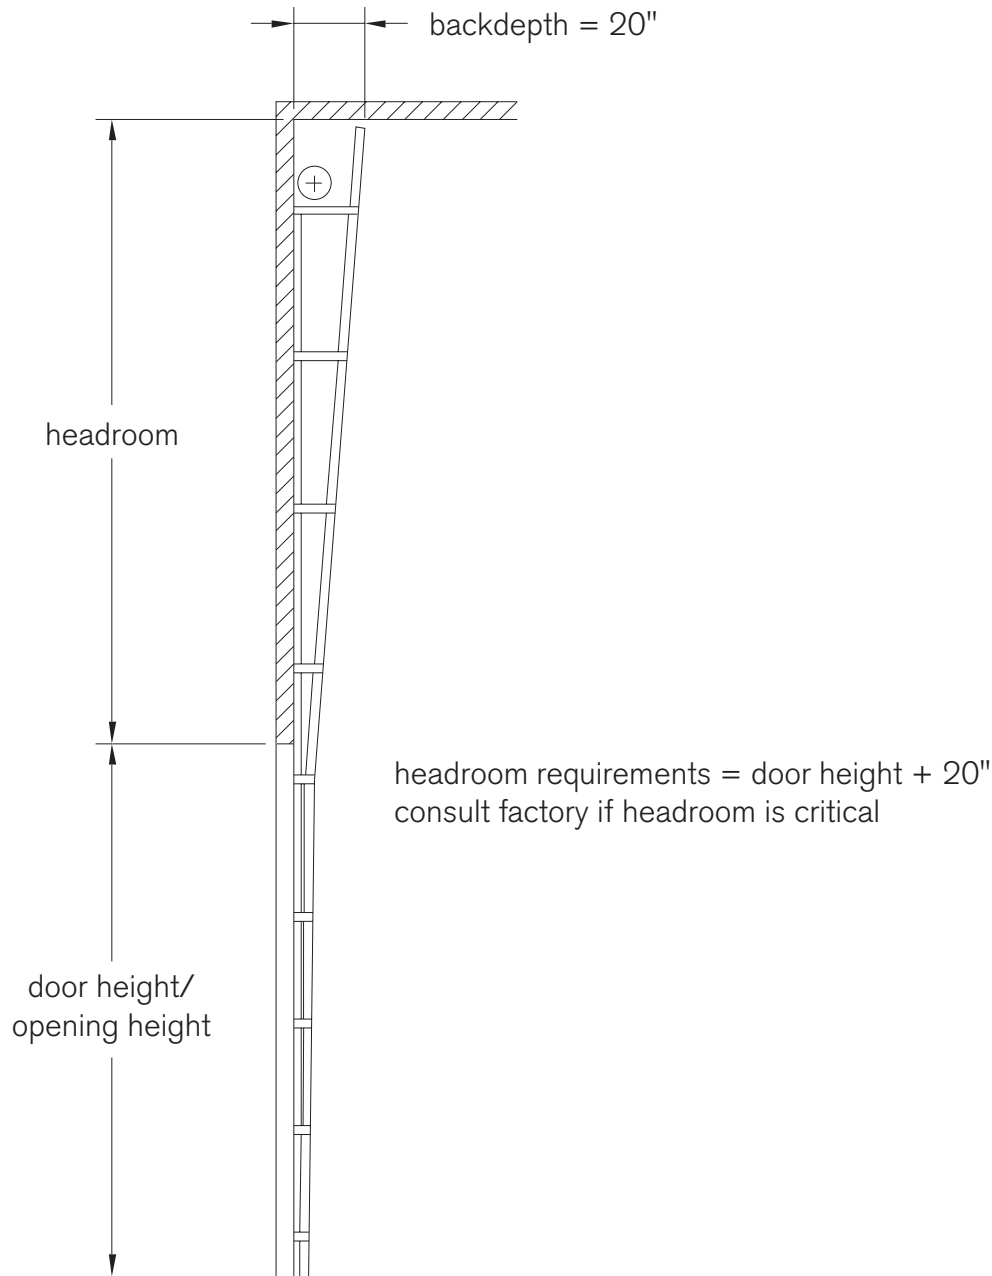 backdepth = 20"
headroom
headroom requirements = door height + 20"
consult factory if headroom is critical
door height/
opening height